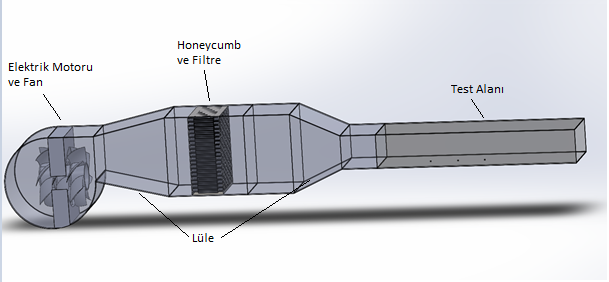 Honeycumb
ve Filtre
Elektrik Motoru
ve Fan
Test Alanı
Lüle